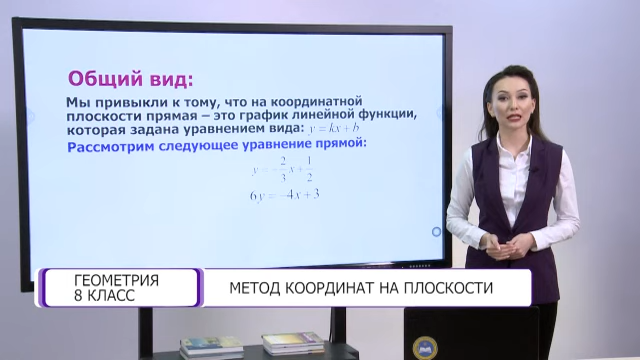 Общий вид:
Мы привыкли к тому, что на координатной
плоскости прямая – это график линейной функции,
которая задана уравнением вида: y = kx + b
Рассмотрим следующее уравнение прямой:
y = -2/3x + 1/2
6y = -4x + 3
ГЕОМЕТРИЯ
8 КЛАСС
МЕТОД КООРДИНАТ НА ПЛОСКОСТИ